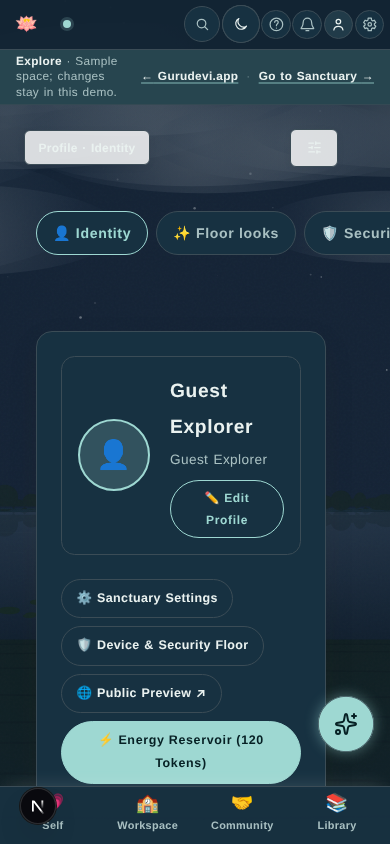 Explore · Sample
space; changes
stay in this demo.
← Gurudevi.app · Go to Sanctuary →
Profile · Identity
👤 Identity
✨ Floor looks
🛡️ Securi
Guest
Explorer
Guest Explorer
✏️ Edit
Profile
⚙️ Sanctuary Settings
🛡️ Device & Security Floor
🌐 Public Preview ↗
⚡ Energy Reservoir (120
Tokens)
N
Self
Workspace
Community
Library